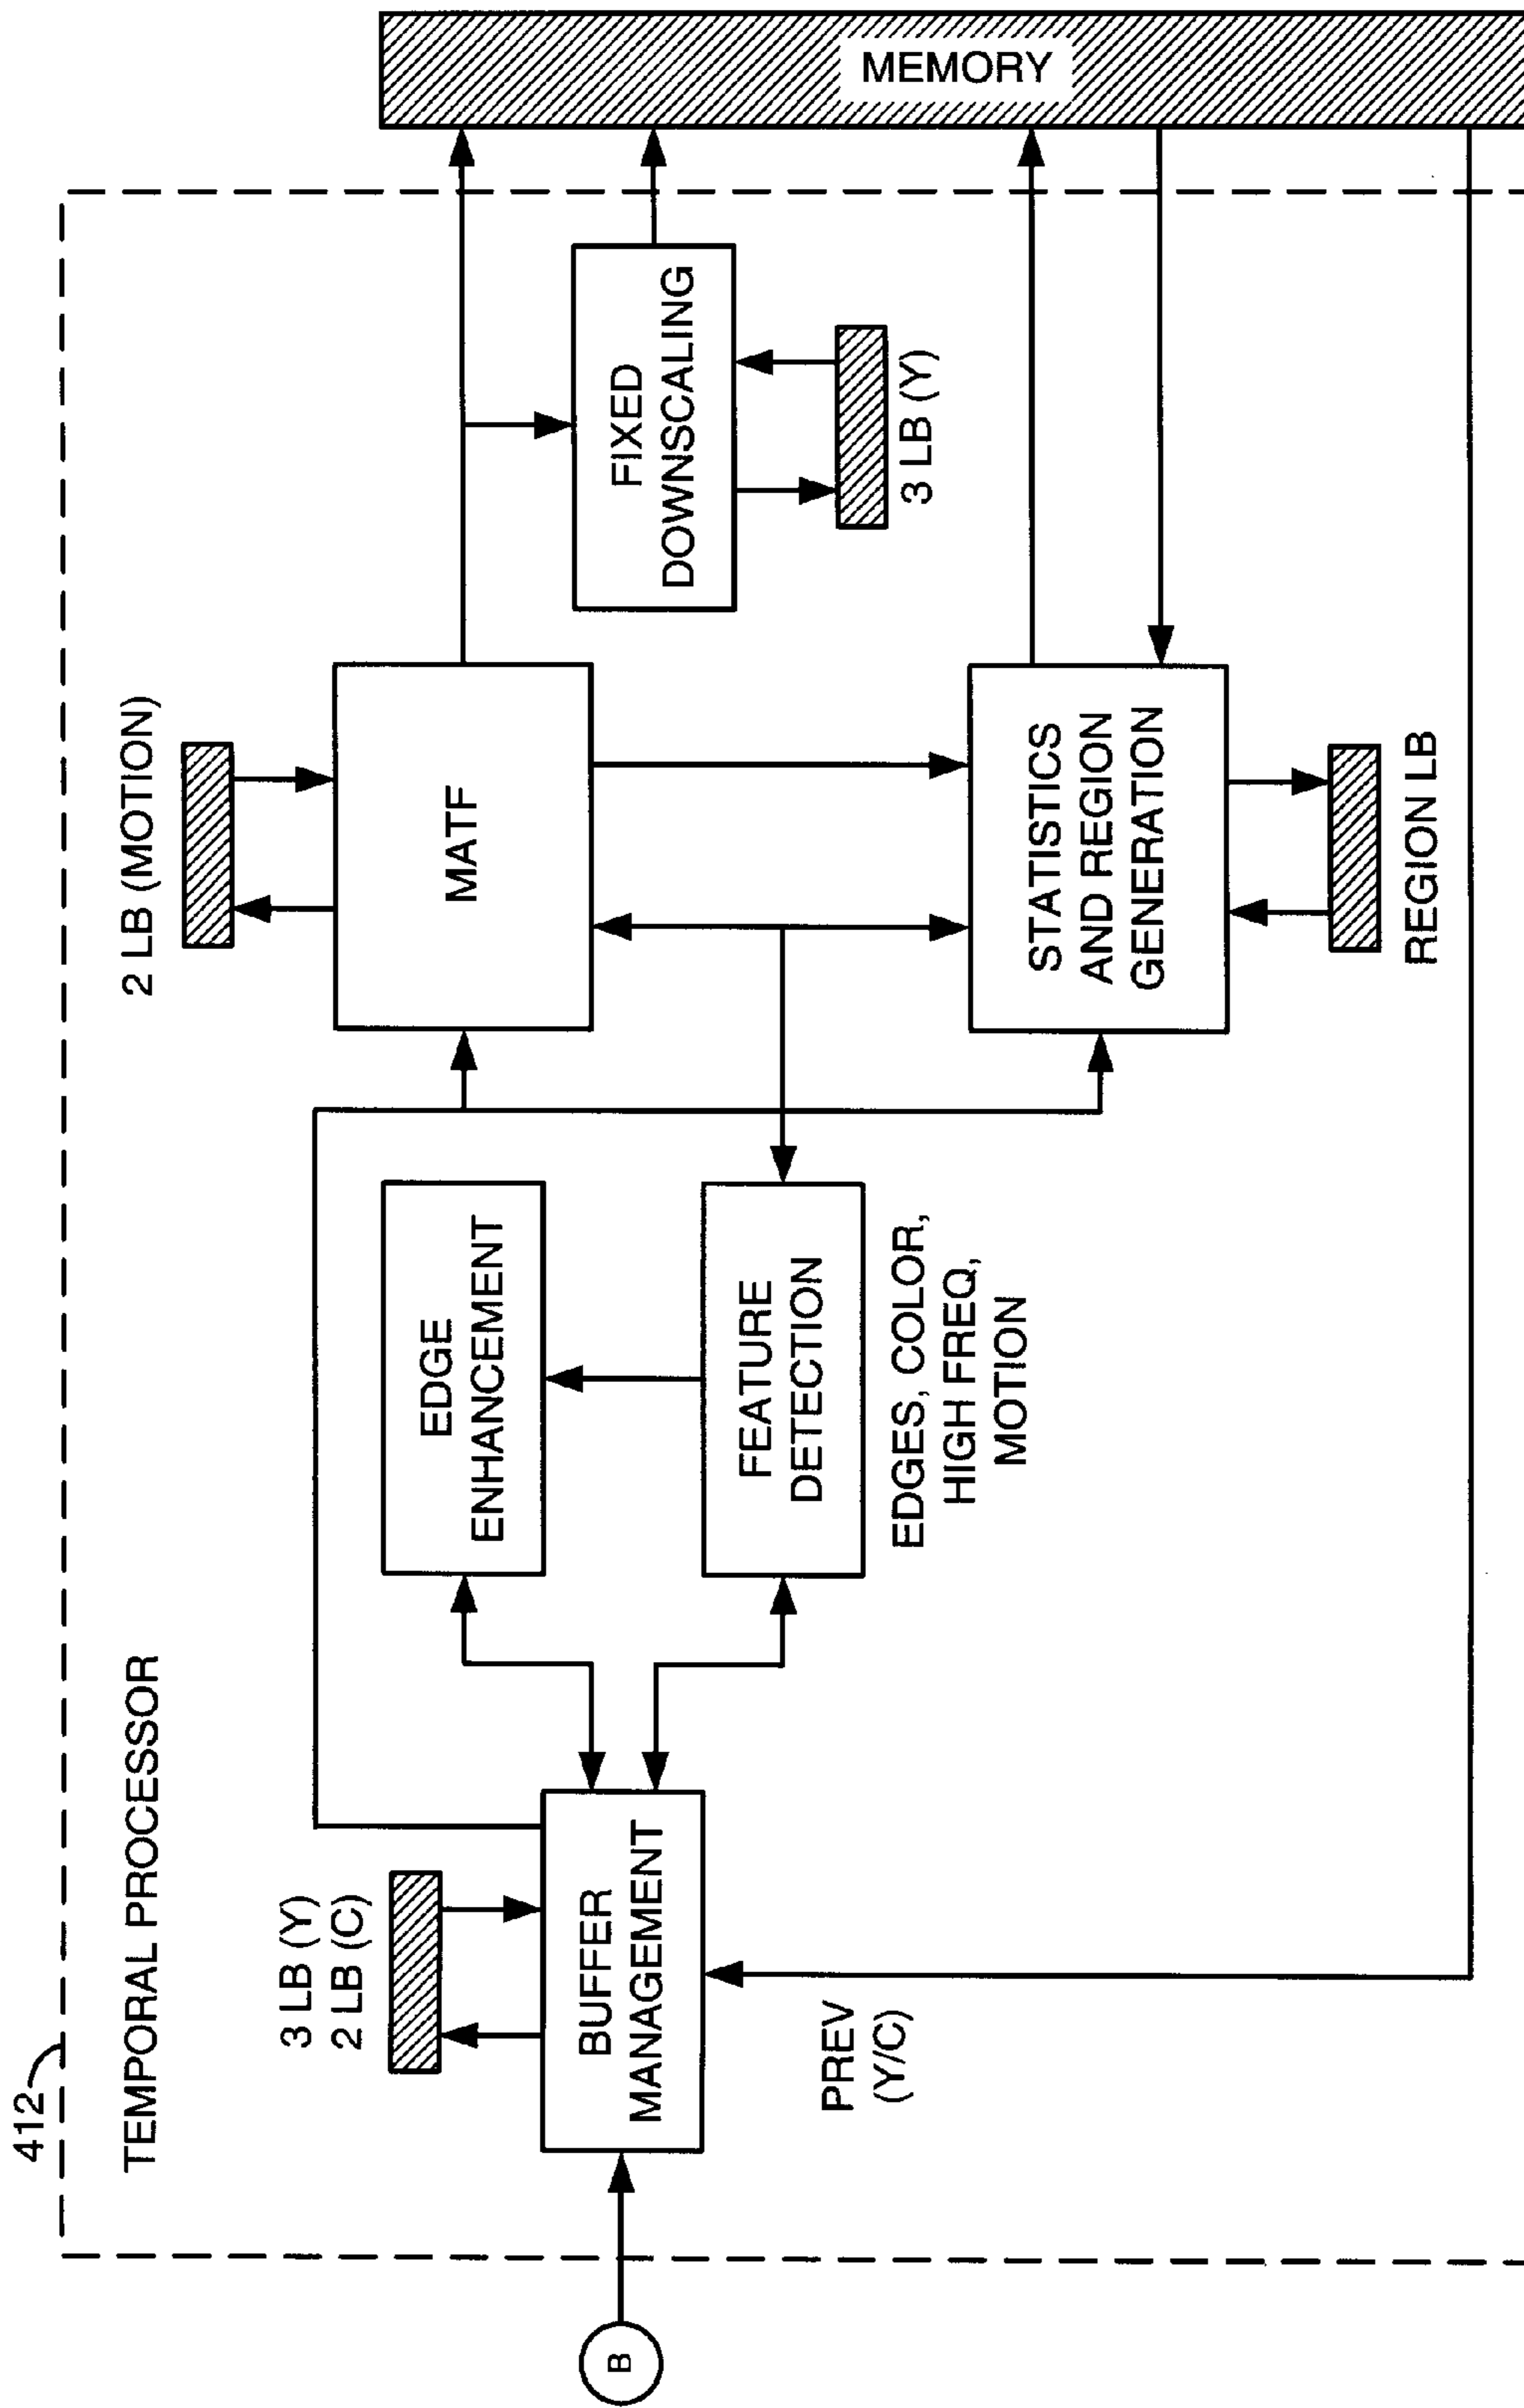 412
TEMPORAL PROCESSOR
3 LB (Y)
2 LB (C)
2 LB (MOTION)
MEMORY
B
BUFFER
MANAGEMENT
PREV
(Y/C)
EDGE
ENHANCEMENT
FEATURE
DETECTION
EDGES, COLOR,
HIGH FREQ,
MOTION
MATF
FIXED
DOWNSCALING
3 LB (Y)
STATISTICS
AND REGION
GENERATION
REGION LB